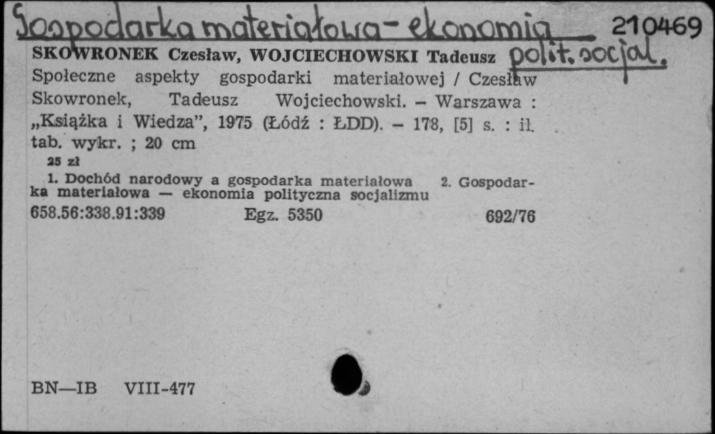 Gospodarka materiałowa - ekonomia 210469
polit. socjal.
SKOWRONEK Czesław, WOJCIECHOWSKI Tadeusz
Społeczne aspekty gospodarki materiałowej / Czesław
Skowronek, Tadeusz Wojciechowski. – Warszawa :
„Książka i Wiedza”, 1975 (Łódź : ŁDD). – 178, [5] s. : il.
tab. wykr. ; 20 cm
25 zł
1. Dochód narodowy a gospodarka materiałowa 2. Gospodar-
ka materiałowa — ekonomia polityczna socjalizmu
658.56:338.91:339 Egz. 5350 692/76
BN—IB VIII-477